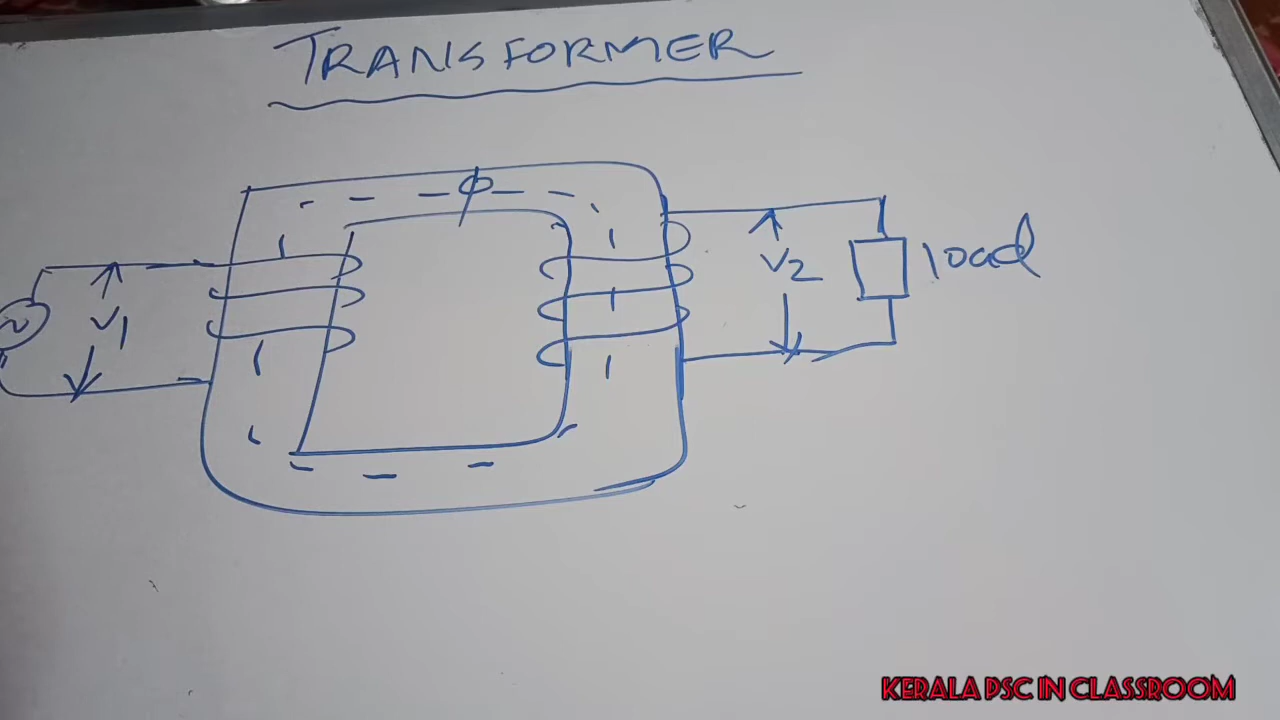 TRANSFORMER
ϕ
V1
V2
load
KERALA PSC IN CLASSROOM